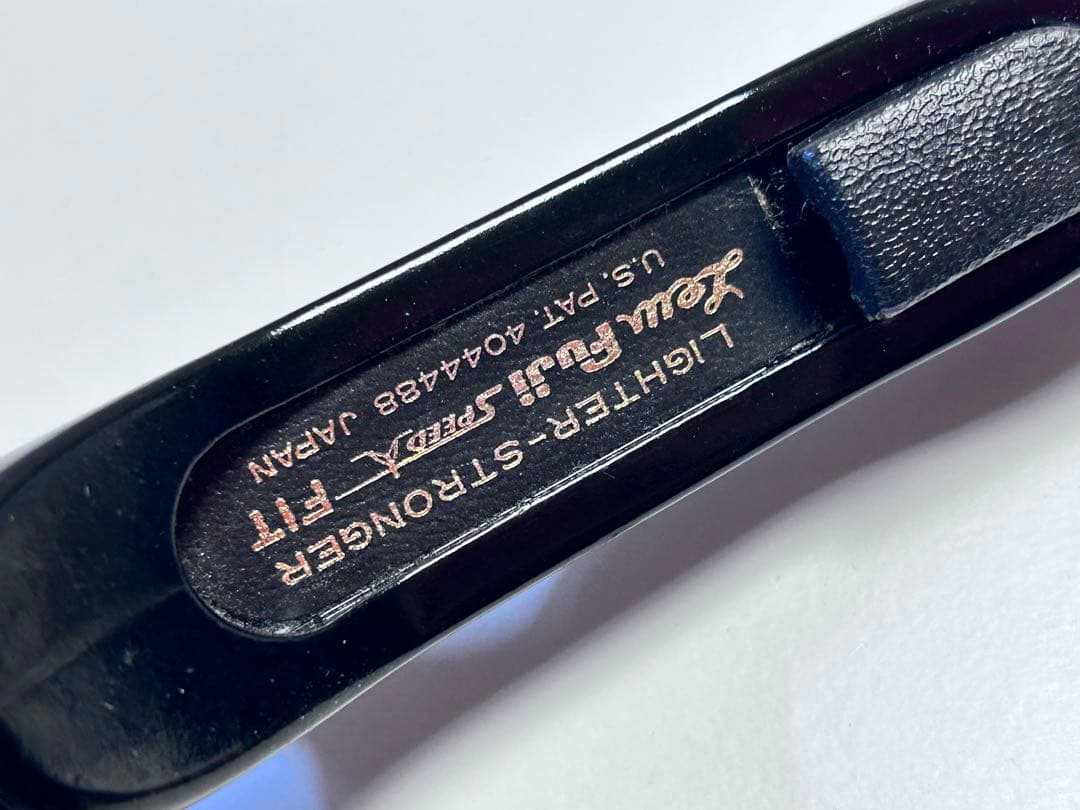 LIGHTER-STRONGER
Lew Fuji SPEED FIT
U.S. PAT. 4044488 JAPAN